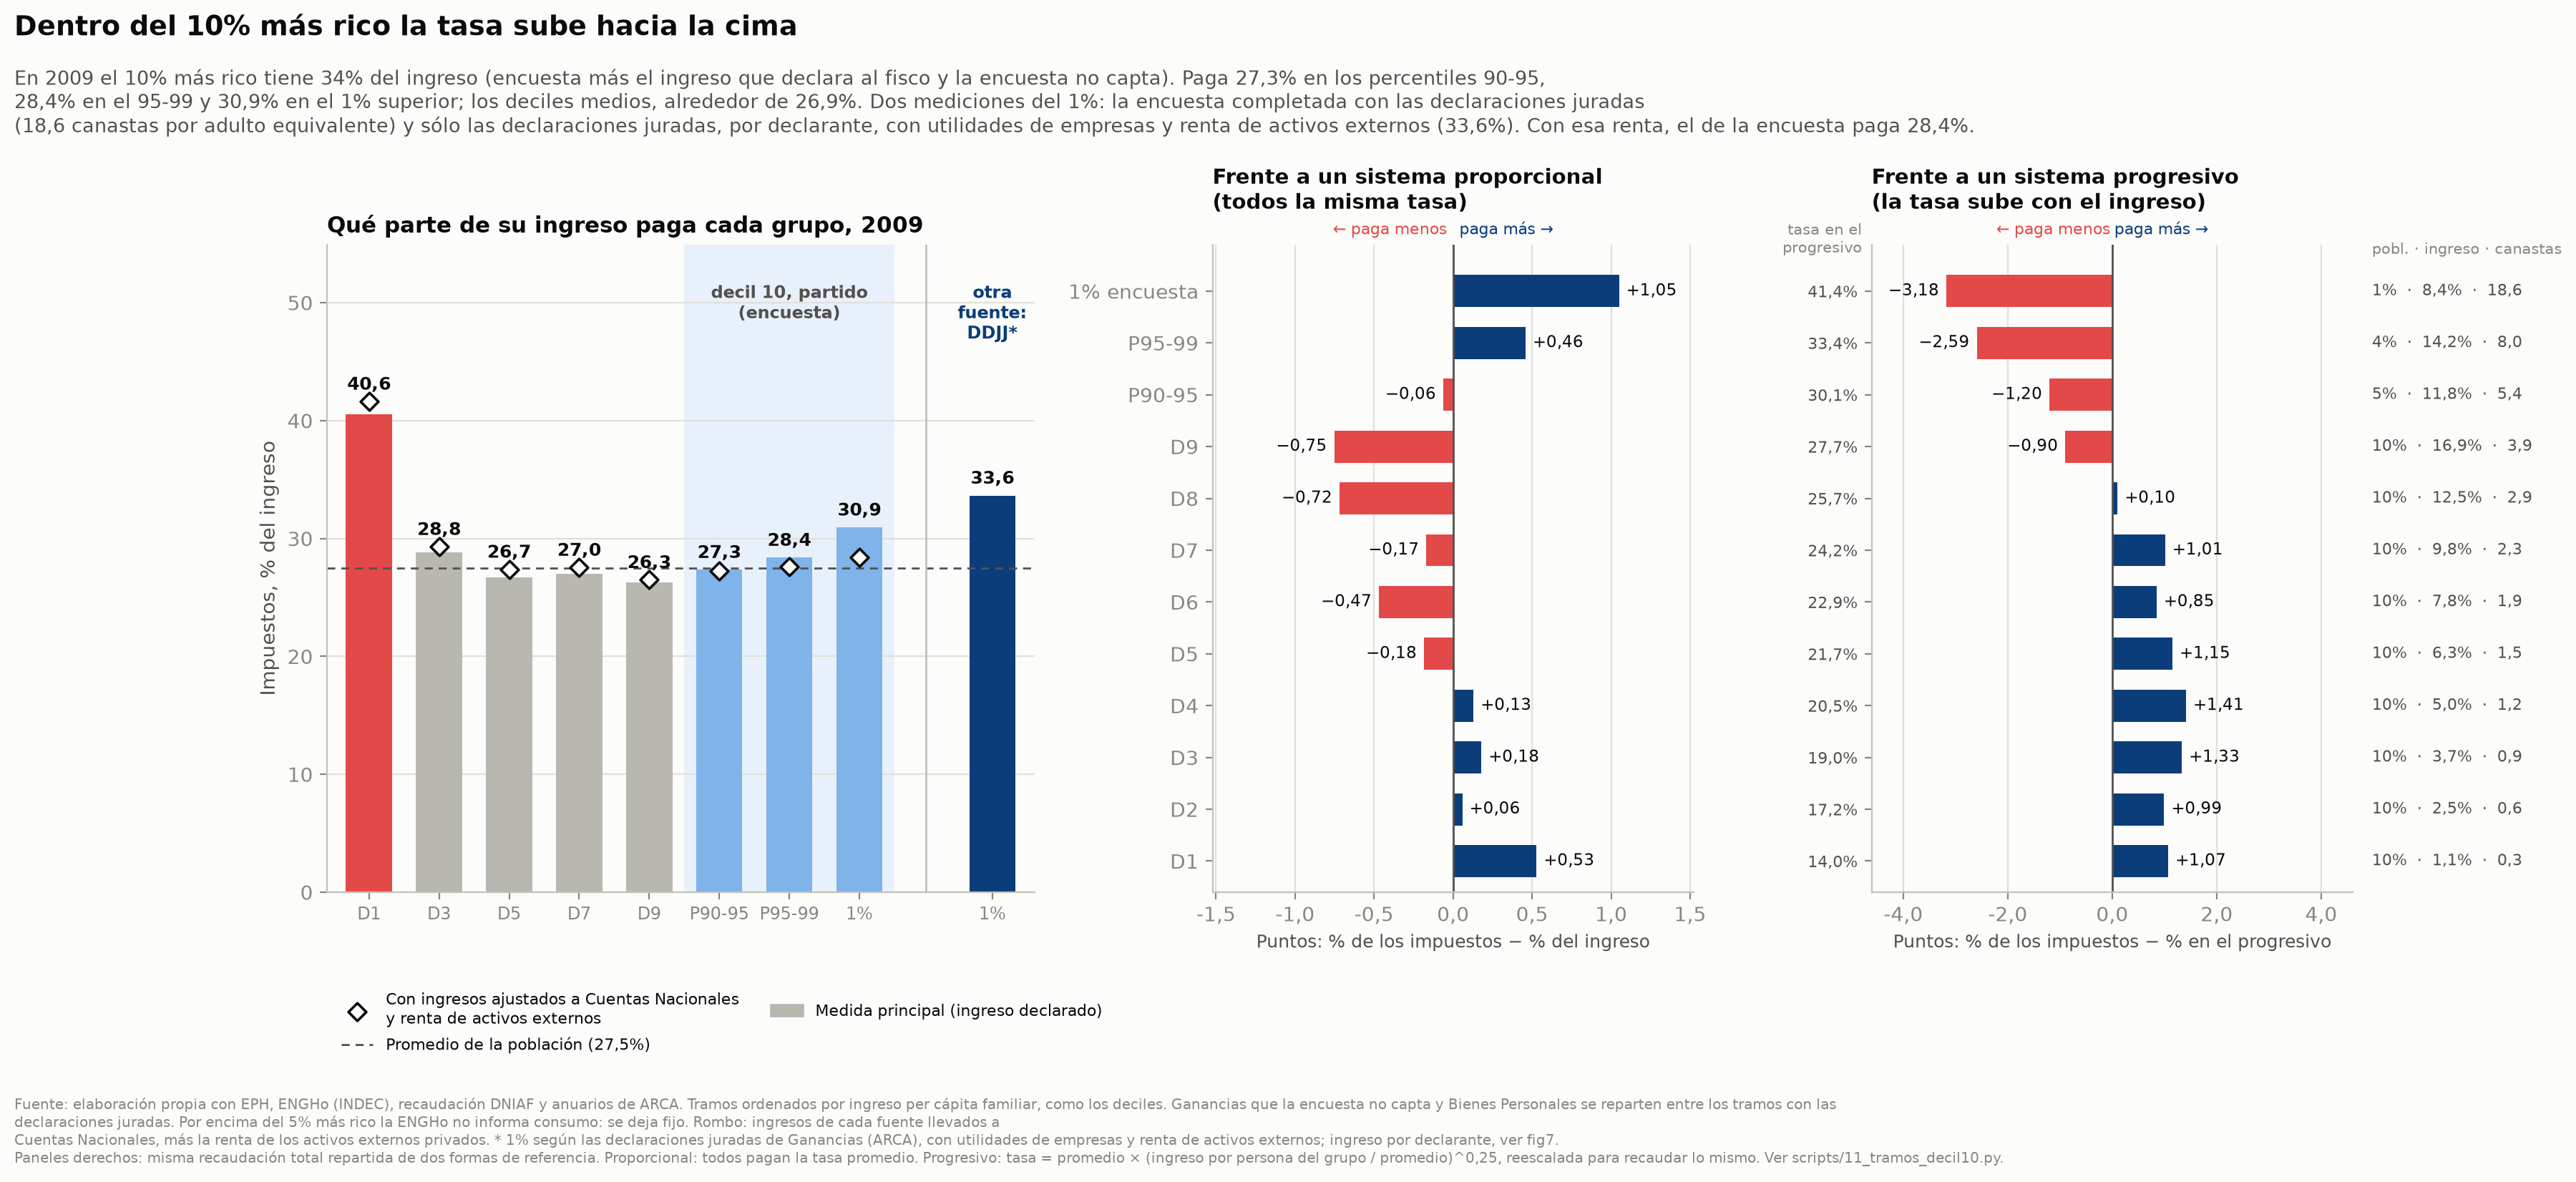 Dentro del 10% más rico la tasa sube hacia la cima
En 2009 el 10% más rico tiene 34% del ingreso (encuesta más el ingreso que declara al fisco y la encuesta no capta). Paga 27,3% en los percentiles 90-95,
28,4% en el 95-99 y 30,9% en el 1% superior; los deciles medios, alrededor de 26,9%. Dos mediciones del 1%: la encuesta completada con las declaraciones juradas
(18,6 canastas por adulto equivalente) y sólo las declaraciones juradas, por declarante, con utilidades de empresas y renta de activos externos (33,6%). Con esa renta, el de la encuesta paga 28,4%.
Qué parte de su ingreso paga cada grupo, 2009
Impuestos, % del ingreso
50
40
30
20
10
0
decil 10, partido
(encuesta)
otra
fuente:
DDJJ*
40,6
28,8
26,7
27,0
26,3
27,3
28,4
30,9
33,6
D1
D3
D5
D7
D9
P90-95
P95-99
1%
1%
Con ingresos ajustados a Cuentas Nacionales
y renta de activos externos
Promedio de la población (27,5%)
Medida principal (ingreso declarado)
Frente a un sistema proporcional
(todos la misma tasa)
← paga menos paga más →
1% encuesta +1,05
P95-99 +0,46
P90-95 −0,06
D9 −0,75
D8 −0,72
D7 −0,17
D6 −0,47
D5 −0,18
D4 +0,13
D3 +0,18
D2 +0,06
D1 +0,53
-1,5 -1,0 -0,5 0,0 0,5 1,0 1,5
Puntos: % de los impuestos − % del ingreso
Frente a un sistema progresivo
(la tasa sube con el ingreso)
← paga menos paga más →
tasa en el
progresivo
pobl. · ingreso · canastas
41,4% −3,18 1% · 8,4% · 18,6
33,4% −2,59 4% · 14,2% · 8,0
30,1% −1,20 5% · 11,8% · 5,4
27,7% −0,90 10% · 16,9% · 3,9
25,7% +0,10 10% · 12,5% · 2,9
24,2% +1,01 10% · 9,8% · 2,3
22,9% +0,85 10% · 7,8% · 1,9
21,7% +1,15 10% · 6,3% · 1,5
20,5% +1,41 10% · 5,0% · 1,2
19,0% +1,33 10% · 3,7% · 0,9
17,2% +0,99 10% · 2,5% · 0,6
14,0% +1,07 10% · 1,1% · 0,3
-4,0 -2,0 0,0 2,0 4,0
Puntos: % de los impuestos − % en el progresivo
Fuente: elaboración propia con EPH, ENGHo (INDEC), recaudación DNIAF y anuarios de ARCA. Tramos ordenados por ingreso per cápita familiar, como los deciles. Ganancias que la encuesta no capta y Bienes Personales se reparten entre los tramos con las
declaraciones juradas. Por encima del 5% más rico la ENGHo no informa consumo: se deja fijo. Rombo: ingresos de cada fuente llevados a
Cuentas Nacionales, más la renta de los activos externos privados. * 1% según las declaraciones juradas de Ganancias (ARCA), con utilidades de empresas y renta de activos externos; ingreso por declarante, ver fig7.
Paneles derechos: misma recaudación total repartida de dos formas de referencia. Proporcional: todos pagan la tasa promedio. Progresivo: tasa = promedio × (ingreso por persona del grupo / promedio)^0,25, reescalada para recaudar lo mismo. Ver scripts/11_tramos_decil10.py.